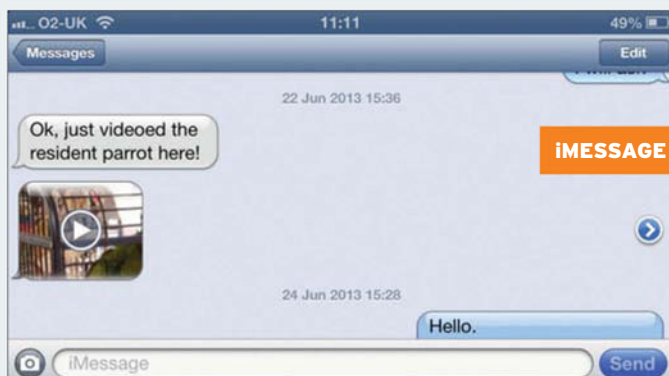 O2-UK 11:11 49%
Messages Edit
22 Jun 2013 15:36
Ok, just videoed the
resident parrot here!
iMESSAGE
24 Jun 2013 15:28
Hello.
iMessage Send